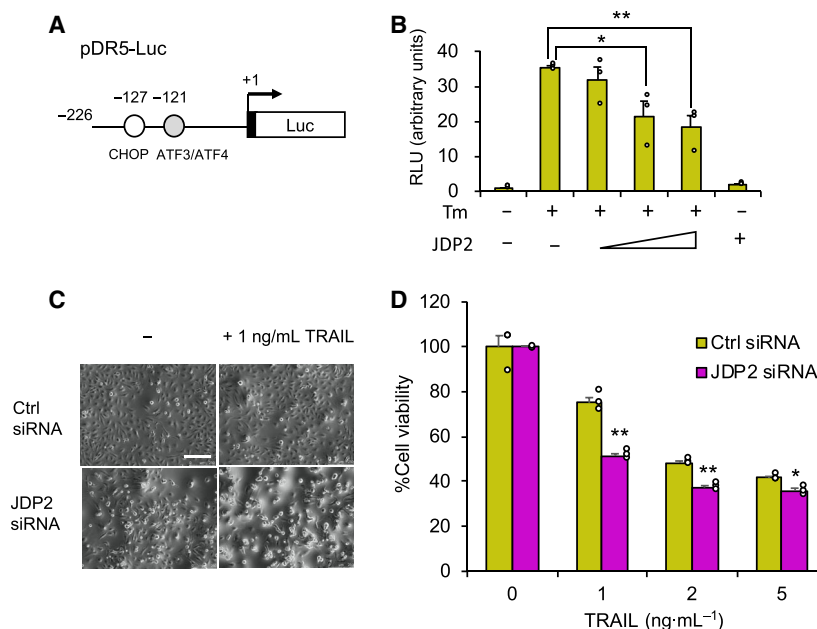 A
pDR5-Luc
+1
–127 –121
–226
Luc
CHOP ATF3/ATF4
B
**
*
40
30
20
10
0
RLU (arbitrary units)
Tm – + + + + –
JDP2 – – +
C
– + 1 ng/mL TRAIL
Ctrl
siRNA
JDP2
siRNA
D
120
100
80
60
40
20
0
%Cell viability
Ctrl siRNA
JDP2 siRNA
**
**
*
0 1 2 5
TRAIL (ng·mL⁻¹)